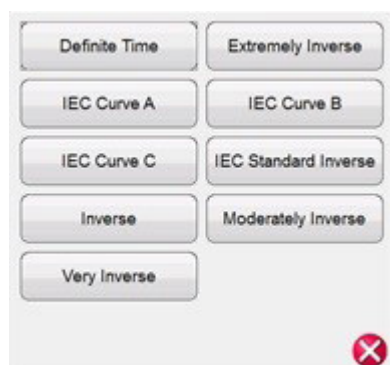 Definite Time
Extremely Inverse
IEC Curve A
IEC Curve B
IEC Curve C
IEC Standard Inverse
Inverse
Moderately Inverse
Very Inverse